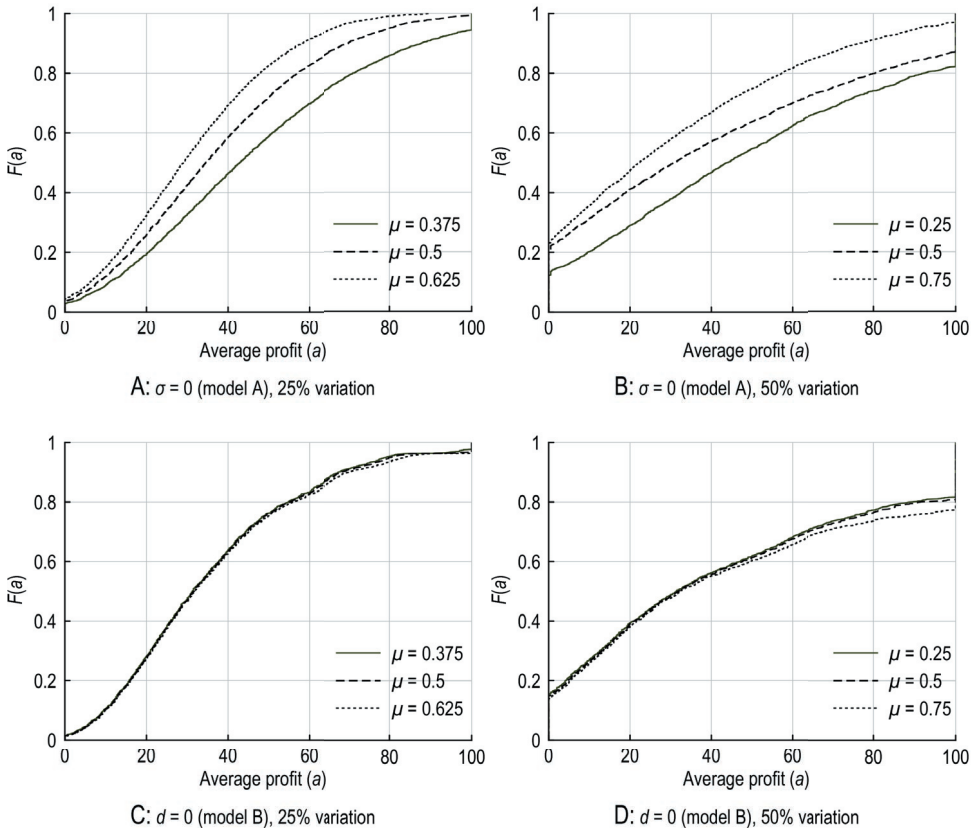 F(a)
1
0.8
0.6
0.4
0.2
0
0 20 40 60 80 100
μ = 0.375
μ = 0.5
μ = 0.625
Average profit (a)
A: σ = 0 (model A), 25% variation
F(a)
1
0.8
0.6
0.4
0.2
0
0 20 40 60 80 100
μ = 0.25
μ = 0.5
μ = 0.75
Average profit (a)
B: σ = 0 (model A), 50% variation
F(a)
1
0.8
0.6
0.4
0.2
0
0 20 40 60 80 100
μ = 0.375
μ = 0.5
μ = 0.625
Average profit (a)
C: d = 0 (model B), 25% variation
F(a)
1
0.8
0.6
0.4
0.2
0
0 20 40 60 80 100
μ = 0.25
μ = 0.5
μ = 0.75
Average profit (a)
D: d = 0 (model B), 50% variation